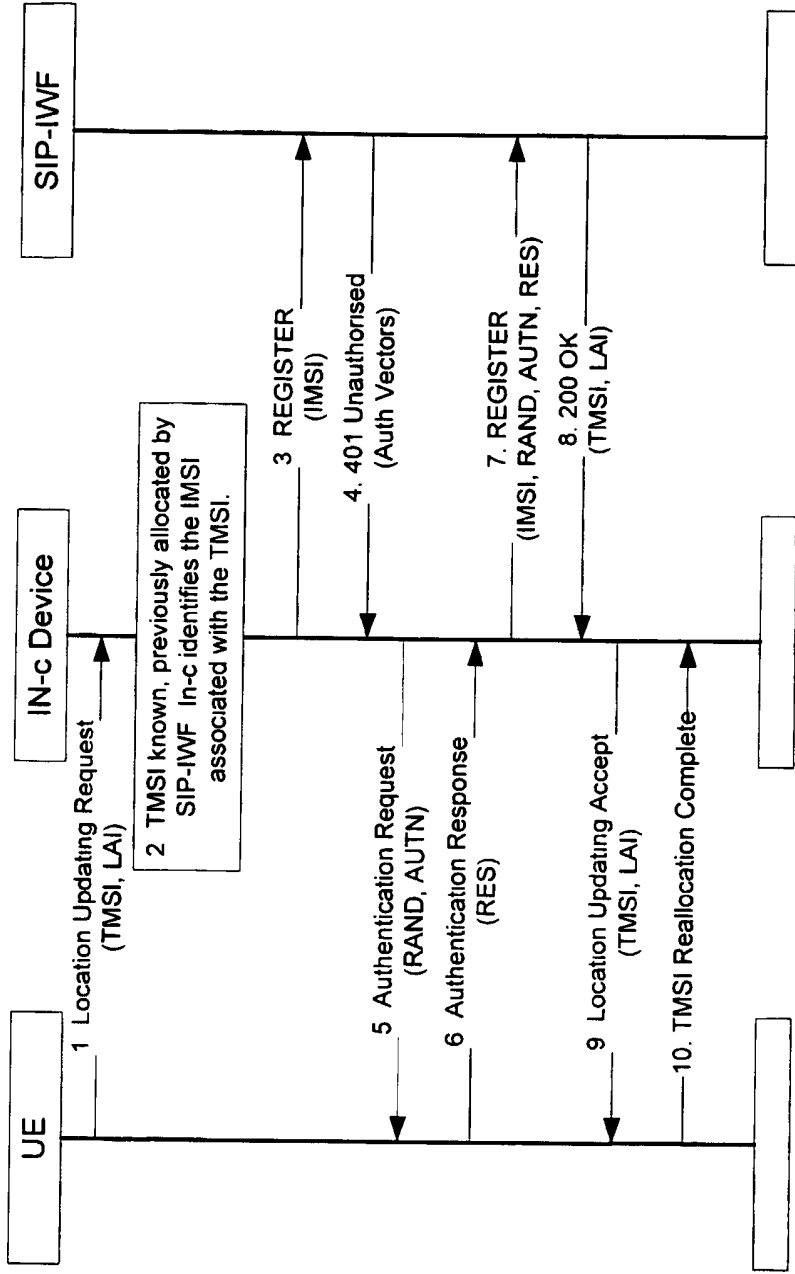 UE
IN-c Device
SIP-IWF
1 Location Updating Request
(TMSI, LAI)
2 TMSI known, previously allocated by
SIP-IWF In-c identifies the IMSI
associated with the TMSI.
3 REGISTER
(IMSI)
4. 401 Unauthorised
(Auth Vectors)
5 Authentication Request
(RAND, AUTN)
6 Authentication Response
(RES)
7. REGISTER
(IMSI, RAND, AUTN, RES)
8. 200 OK
(TMSI, LAI)
9 Location Updating Accept
(TMSI, LAI)
10. TMSI Reallocation Complete